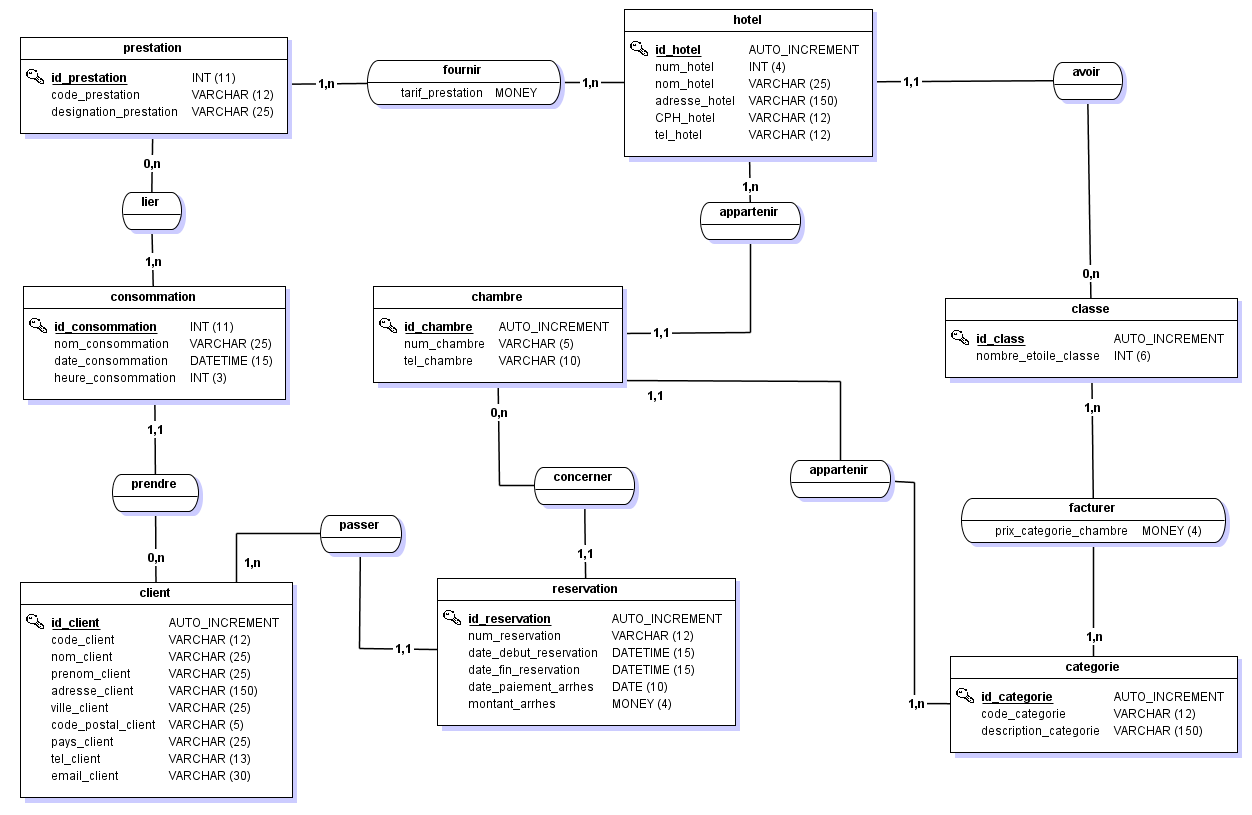 hotel
id_hotel AUTO_INCREMENT
num_hotel INT (4)
nom_hotel VARCHAR (25)
adresse_hotel VARCHAR (150)
CPH_hotel VARCHAR (12)
tel_hotel VARCHAR (12)
prestation
id_prestation INT (11)
code_prestation VARCHAR (12)
designation_prestation VARCHAR (25)
1,n
fournir
tarif_prestation MONEY
1,n
1,1
avoir
0,n
lier
1,n
1,n
appartenir
1,1
0,n
consommation
id_consommation INT (11)
nom_consommation VARCHAR (25)
date_consommation DATETIME (15)
heure_consommation INT (3)
chambre
id_chambre AUTO_INCREMENT
num_chambre VARCHAR (5)
tel_chambre VARCHAR (10)
classe
id_class AUTO_INCREMENT
nombre_etoile_classe INT (6)
1,1
prendre
0,n
0,n
concerner
1,1
1,1
appartenir
1,n
1,n
facturer
prix_categorie_chambre MONEY (4)
1,n
passer
1,n
1,1
client
id_client AUTO_INCREMENT
code_client VARCHAR (12)
nom_client VARCHAR (25)
prenom_client VARCHAR (25)
adresse_client VARCHAR (150)
ville_client VARCHAR (25)
code_postal_client VARCHAR (5)
pays_client VARCHAR (25)
tel_client VARCHAR (13)
email_client VARCHAR (30)
reservation
id_reservation AUTO_INCREMENT
num_reservation VARCHAR (12)
date_debut_reservation DATETIME (15)
date_fin_reservation DATETIME (15)
date_paiement_arrhes DATE (10)
montant_arrhes MONEY (4)
categorie
id_categorie AUTO_INCREMENT
code_categorie VARCHAR (12)
description_categorie VARCHAR (150)